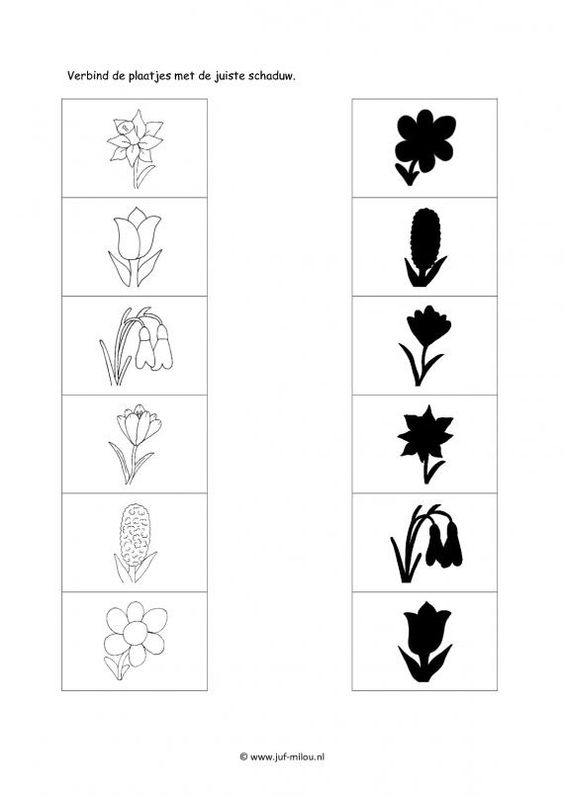 Verbind de plaatjes met de juiste schaduw.
© www.juf-milou.nl